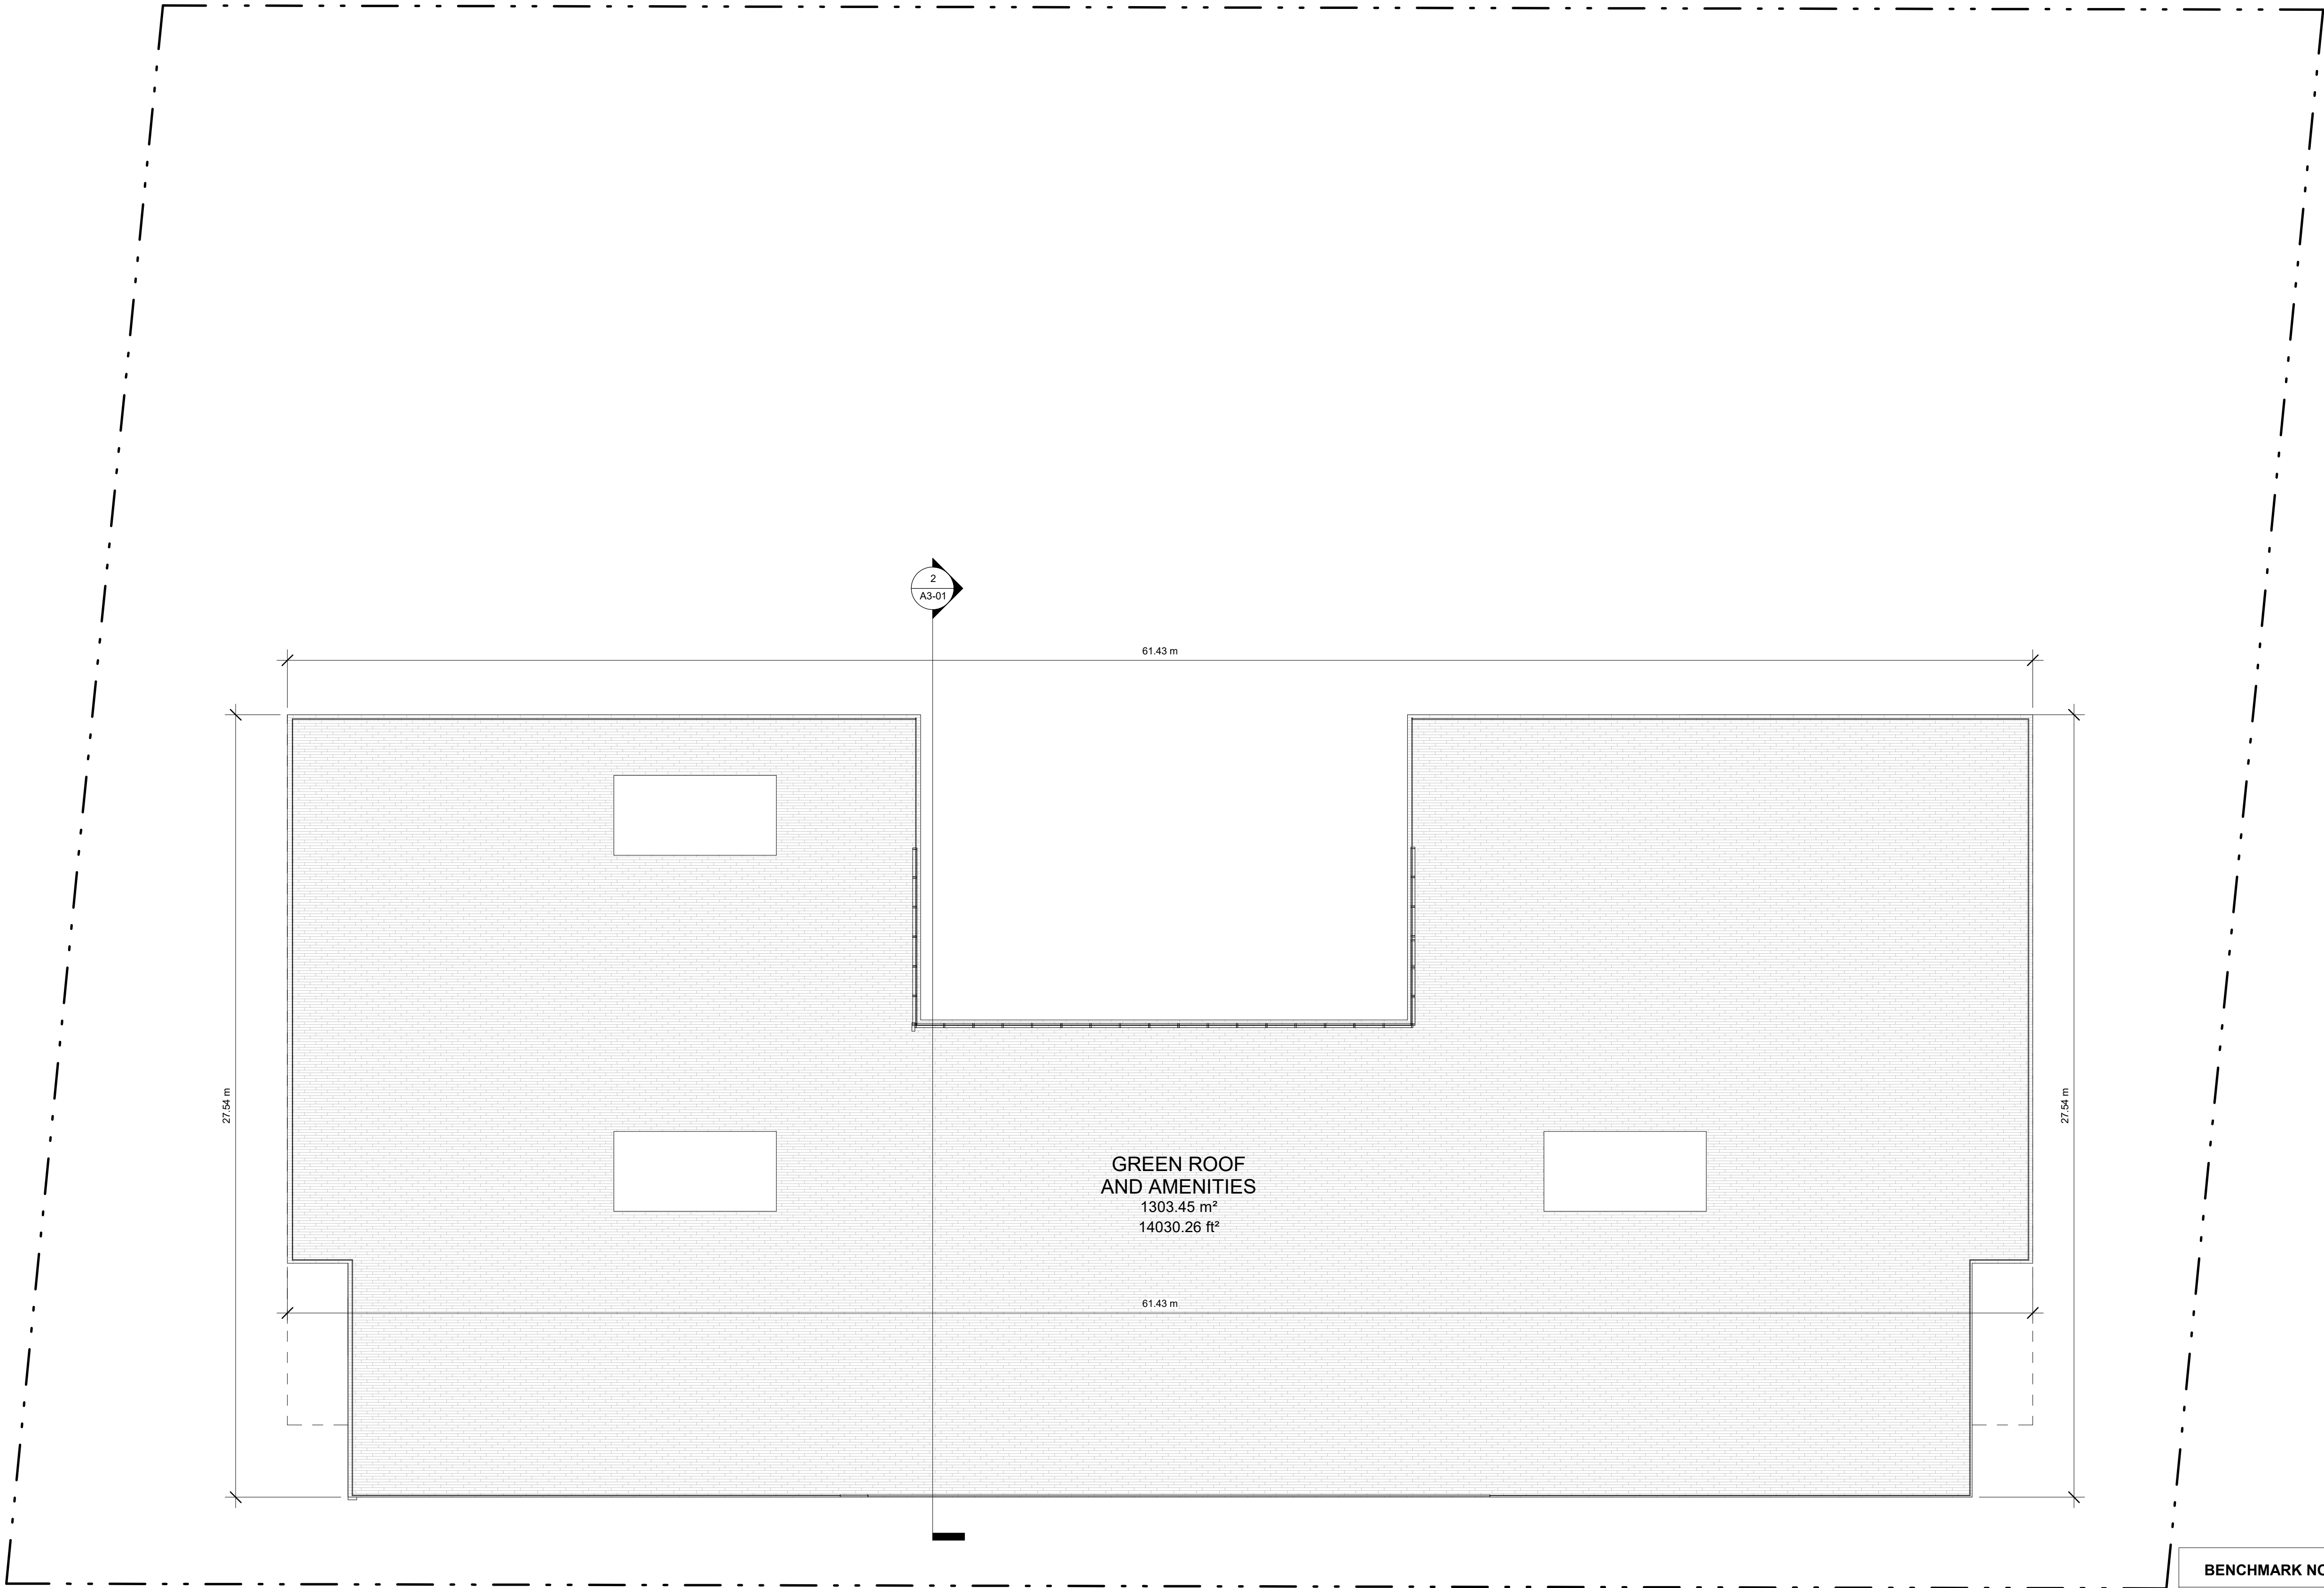 2
A3-01
61.43 m
27.54 m
27.54 m
GREEN ROOF
AND AMENITIES
1303.45 m²
14030.26 ft²
61.43 m
BENCHMARK NO